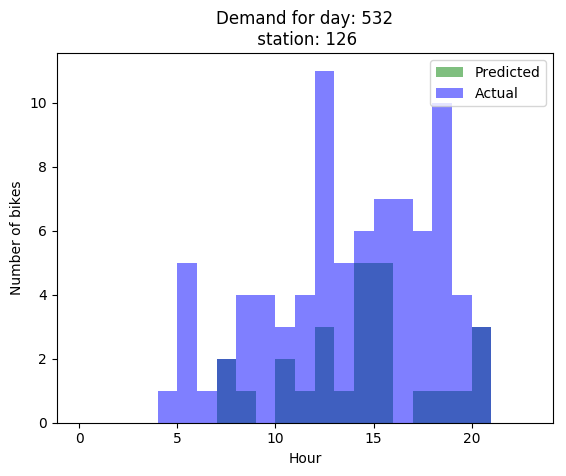 Demand for day: 532
station: 126
Predicted
Actual
Number of bikes
10
8
6
4
2
0
0
5
10
15
20
Hour